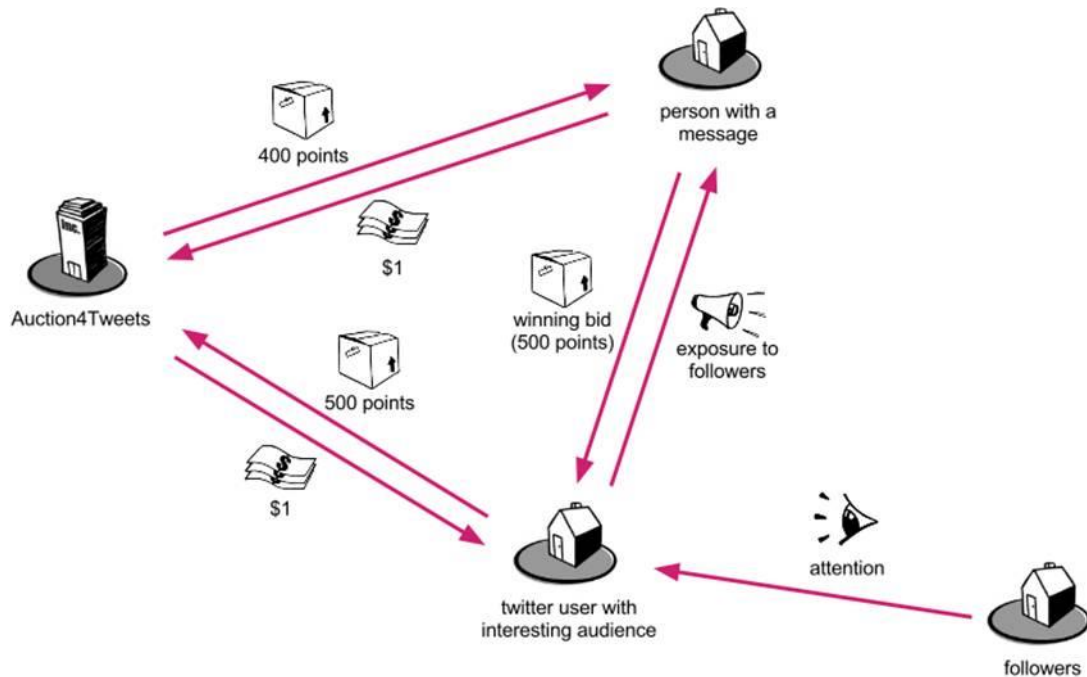 person with a
message
400 points
Inc.
$1
Auction4Tweets
winning bid
(500 points)
exposure to
followers
500 points
$1
attention
twitter user with
interesting audience
followers